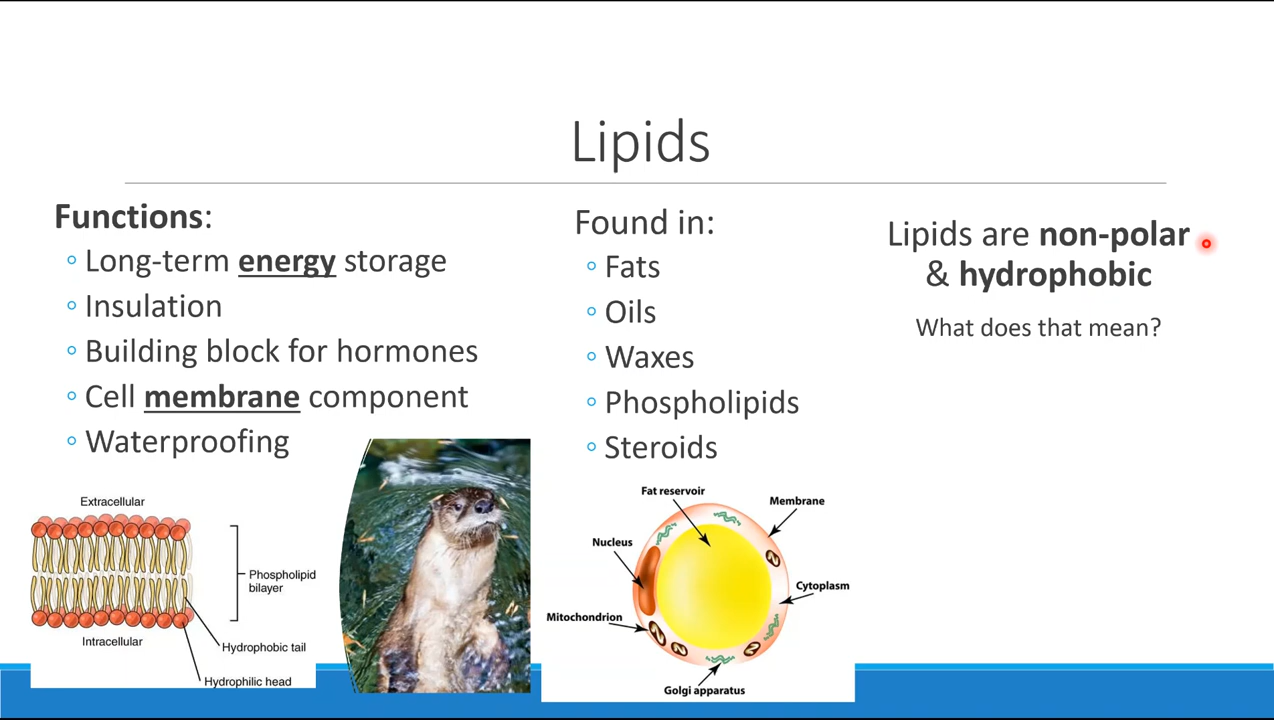 Lipids
Functions:
◦ Long-term energy storage
◦ Insulation
◦ Building block for hormones
◦ Cell membrane component
◦ Waterproofing
Found in:
◦ Fats
◦ Oils
◦ Waxes
◦ Phospholipids
◦ Steroids
Lipids are non-polar
& hydrophobic
What does that mean?
Extracellular
Phospholipid
bilayer
Intracellular
Hydrophobic tail
Hydrophilic head
Fat reservoir
Membrane
Nucleus
Cytoplasm
Mitochondrion
Golgi apparatus